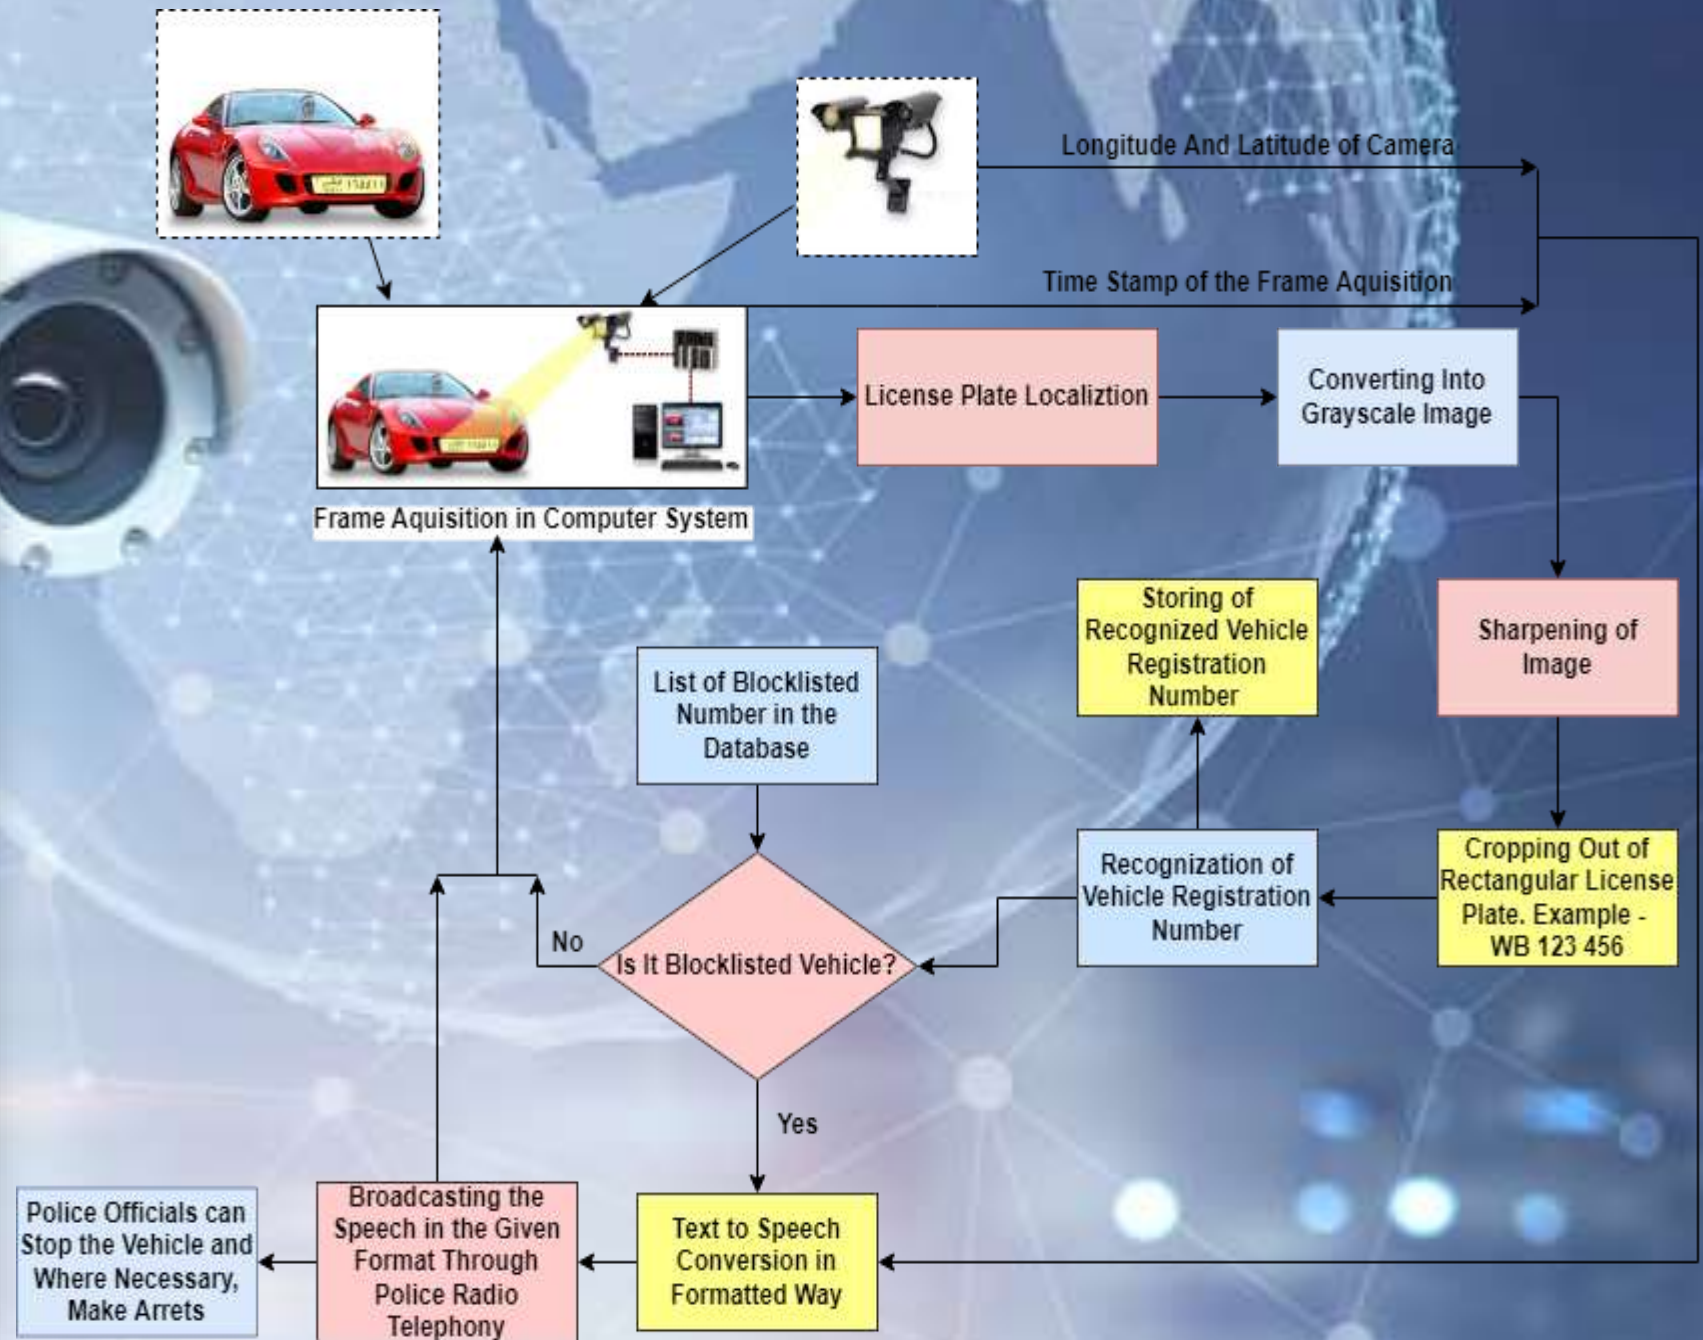 Longitude And Latitude of Camera
Time Stamp of the Frame Aquisition
License Plate Localiztion
Converting Into
Grayscale Image
Frame Aquisition in Computer System
Storing of
Recognized Vehicle
Registration
Number
Sharpening of
Image
List of Blocklisted
Number in the
Database
Recognization of
Vehicle Registration
Number
Cropping Out of
Rectangular License
Plate. Example -
WB 123 456
No
Is It Blocklisted Vehicle?
Yes
Police Officials can
Stop the Vehicle and
Where Necessary,
Make Arrets
Broadcasting the
Speech in the Given
Format Through
Police Radio
Telephony
Text to Speech
Conversion in
Formatted Way